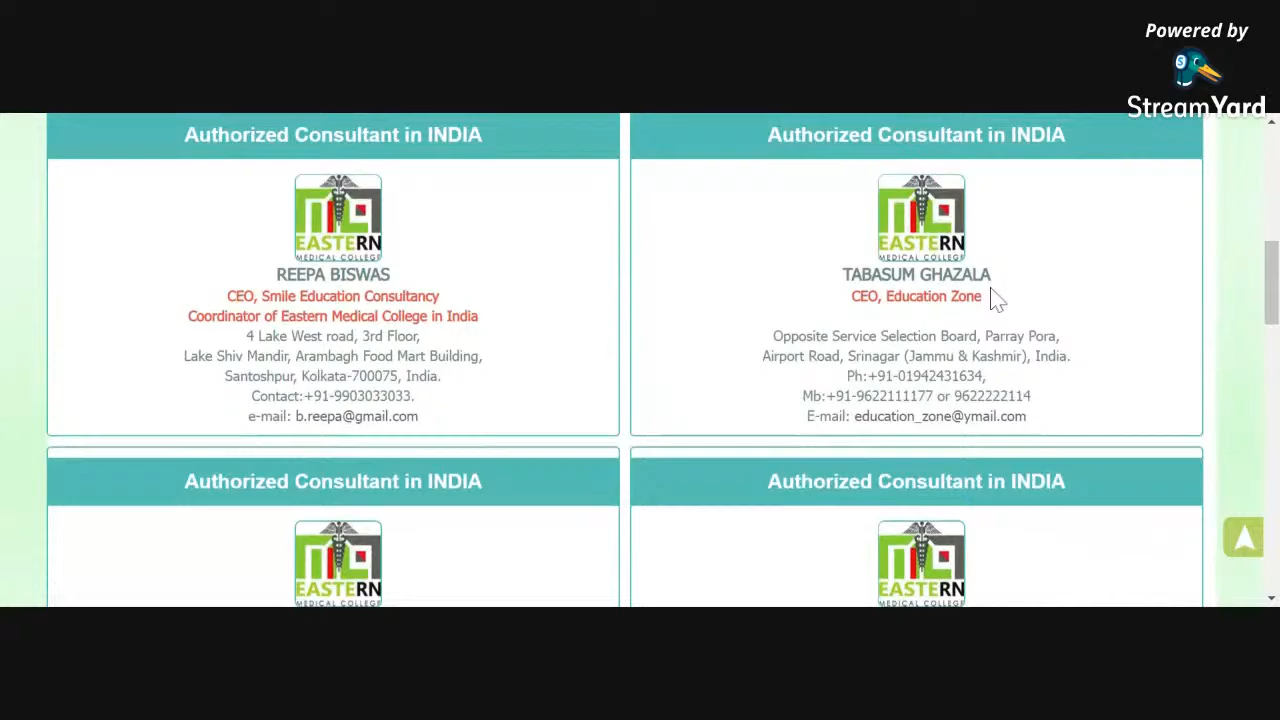 Powered by
StreamYard
Authorized Consultant in INDIA
EASTERN
MEDICAL COLLEGE
REEPA BISWAS
CEO, Smile Education Consultancy
Coordinator of Eastern Medical College in India
4 Lake West road, 3rd Floor,
Lake Shiv Mandir, Arambagh Food Mart Building,
Santoshpur, Kolkata-700075, India.
Contact:+91-9903033033.
e-mail: b.reepa@gmail.com
Authorized Consultant in INDIA
EASTERN
MEDICAL COLLEGE
TABASUM GHAZALA
CEO, Education Zone
Opposite Service Selection Board, Parray Pora,
Airport Road, Srinagar (Jammu & Kashmir), India.
Ph:+91-01942431634,
Mb:+91-9622111177 or 9622222114
E-mail: education_zone@ymail.com
Authorized Consultant in INDIA
EASTERN
MEDICAL COLLEGE
Authorized Consultant in INDIA
EASTERN
MEDICAL COLLEGE